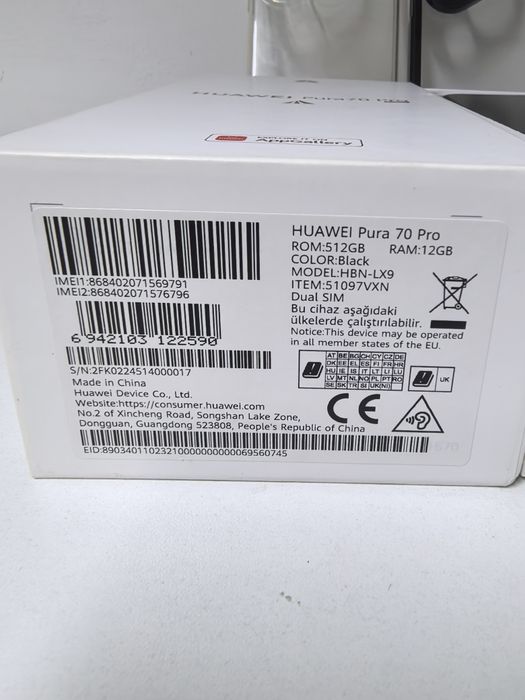 HUAWEI Pura 70 Pro
EXPLORE IT ON
AppGallery
IMEI1:868402071569791
IMEI2:868402071576796
6 942103 122590
S/N:2FK0224514000017
Made in China
Huawei Device Co., Ltd.
Website:https://consumer.huawei.com
No.2 of Xincheng Road, Songshan Lake Zone,
Dongguan, Guangdong 523808, People's Republic of China
EID:89034011023210000000000069560745
HUAWEI Pura 70 Pro
ROM:512GB RAM:12GB
COLOR:Black
MODEL:HBN-LX9
ITEM:51097VXN
Dual SIM
Bu cihaz aşağıdaki
ülkelerde çalıştırılabilir.
Notice:This device may be operated
in all member states of the EU.
AT BE BG CH CY CZ DE
DK EE EL ES FI FR HR
HU IE IS IT LT LI LU
LV MT NL NO PL PT RO
SE SK TR SI UK(NI)
UK
CE